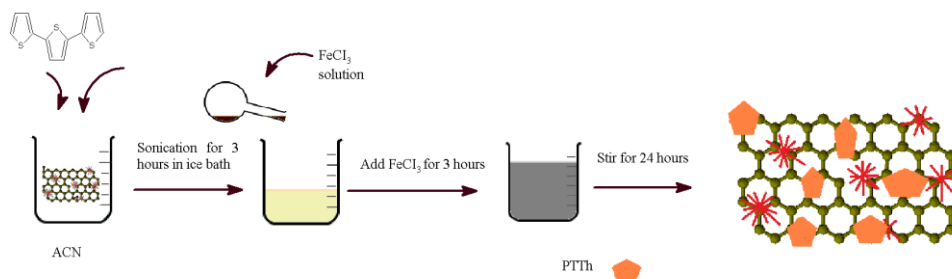 S
S
S
FeCl3
solution
Sonication for 3
hours in ice bath
Add FeCl3 for 3 hours
Stir for 24 hours
ACN
PTTh